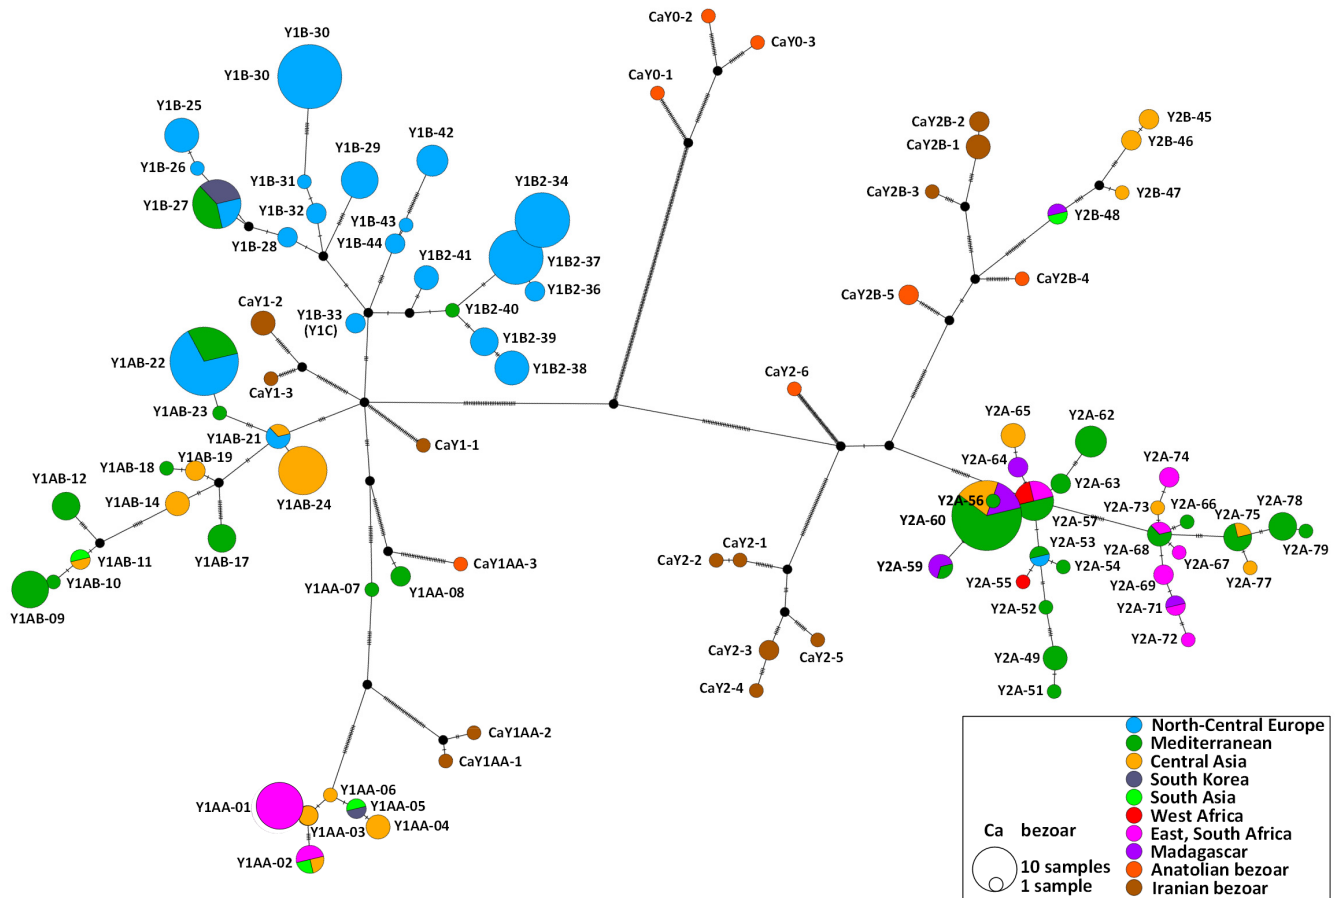 CaY0-2
CaY0-3
CaY0-1
Y1B-30
Y1B-30
Y1B-25
Y1B-26
Y1B-27
Y1B-28
Y1B-31
Y1B-32
Y1B-29
Y1B-42
Y1B-43
Y1B-44
Y1B2-34
Y1B2-37
Y1B2-36
Y1B2-41
Y1B2-40
Y1B2-39
Y1B2-38
Y1B-33
(Y1C)
CaY1-2
CaY1-3
CaY1-1
Y1AB-22
Y1AB-23
Y1AB-21
Y1AB-24
Y1AB-19
Y1AB-18
Y1AB-14
Y1AB-17
Y1AB-12
Y1AB-11
Y1AB-10
Y1AB-09
Y1AA-07
Y1AA-08
CaY1AA-3
CaY1AA-2
CaY1AA-1
Y1AA-01
Y1AA-06
Y1AA-05
Y1AA-04
Y1AA-03
Y1AA-02
CaY2B-2
CaY2B-1
CaY2B-3
Y2B-45
Y2B-46
Y2B-47
Y2B-48
CaY2B-4
CaY2B-5
CaY2-6
CaY2-1
CaY2-2
CaY2-3
CaY2-4
CaY2-5
Y2A-65
Y2A-64
Y2A-62
Y2A-63
Y2A-56
Y2A-60
Y2A-57
Y2A-59
Y2A-53
Y2A-54
Y2A-55
Y2A-52
Y2A-49
Y2A-51
Y2A-74
Y2A-73
Y2A-66
Y2A-68
Y2A-67
Y2A-69
Y2A-71
Y2A-72
Y2A-75
Y2A-78
Y2A-79
Y2A-77
North-Central Europe
Mediterranean
Central Asia
South Korea
South Asia
West Africa
East, South Africa
Madagascar
Anatolian bezoar
Iranian bezoar
Ca bezoar
10 samples
1 sample